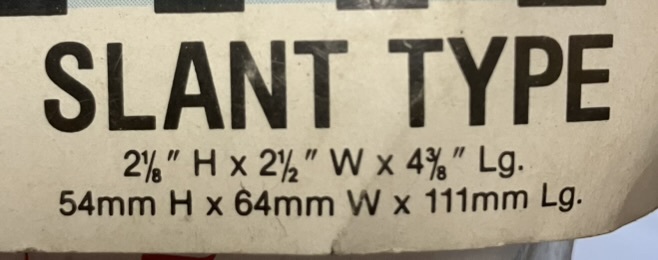 SLANT TYPE
2⅛" H x 2½" W x 4⅜" Lg.
54mm H x 64mm W x 111mm Lg.